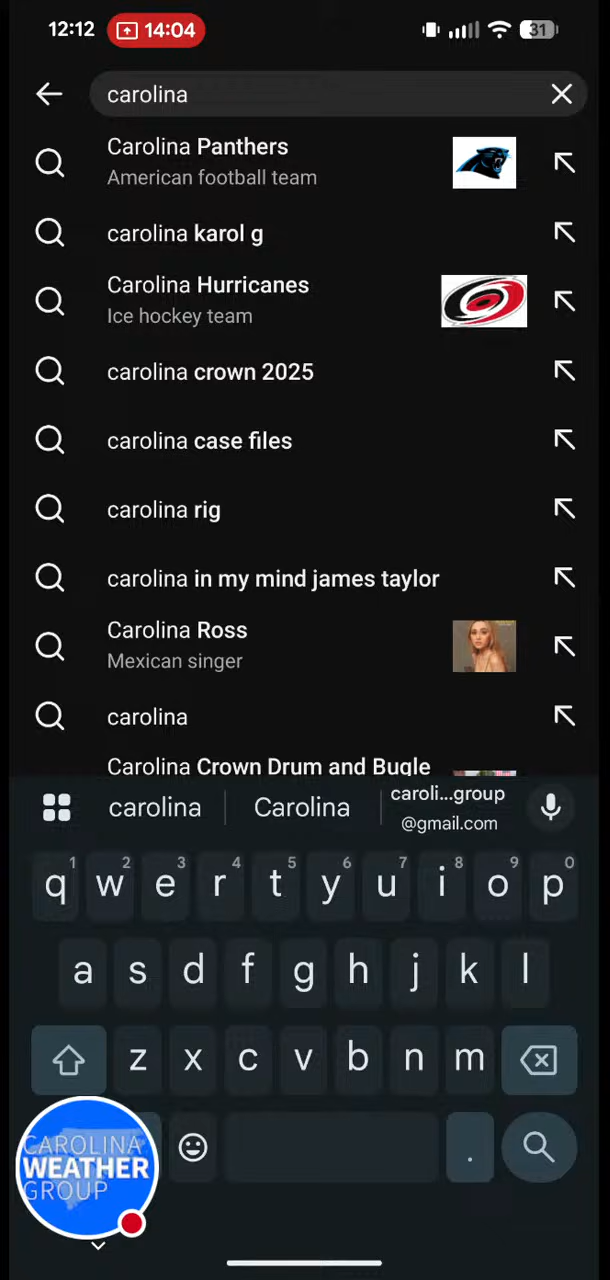 12:12
14:04
31
carolina
Carolina Panthers
American football team
carolina karol g
Carolina Hurricanes
Ice hockey team
carolina crown 2025
carolina case files
carolina rig
carolina in my mind james taylor
Carolina Ross
Mexican singer
carolina
Carolina Crown Drum and Bugle
carolina Carolina caroli...group
@gmail.com
1 2 3 4 5 6 7 8 9 0
q w e r t y u i o p
a s d f g h j k l
z x c v b n m
.
CAROLINA
WEATHER
GROUP